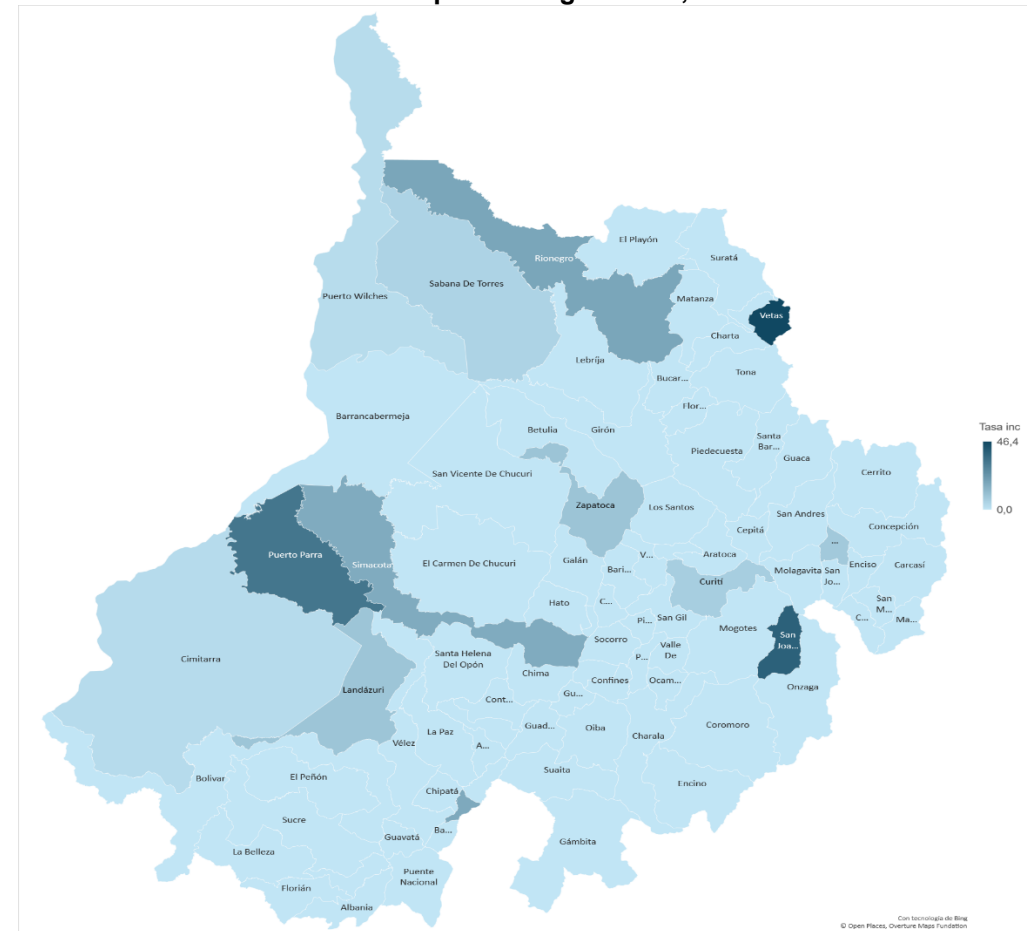 El Playón
Suratá
Rionegro
Sabana De Torres
Puerto Wilches
Matanza
Vetas
Charta
Lebrija
Tona
Bucar...
Flor...
Barrancabermeja
Betulia
Girón
Santa
Bar...
Piedecuesta
Guaca
San Vicente De Chucuri
Cerrito
Tasa inc
46,4
0,0
Zapatoca
Los Santos
San Andres
Concepción
Cepitá
...
Puerto Parra
Simacota
El Carmen De Chucuri
Galán
V...
Aratoca
Bari...
Molagavita
San
Jo...
Enciso
Carcasí
Curití
Hato
C...
San
M...
C...
Ma...
Pi...
San Gil
Mogotes
San
Joa...
Socorro
Valle
De
P...
Cimitarra
Santa Helena
Del Opón
Chima
Confines
Ocam...
Onzaga
Landázuri
Cont...
Gu...
Guad...
Oiba
Coromoro
Charala
La Paz
Vélez
A...
Suaita
Bolivar
El Peñón
Encino
Chipatá
Sucre
Ba...
Guavatá
Gámbita
La Belleza
Puente
Nacional
Florián
Albania
Con tecnología de Bing
© Open Places, Overture Maps Fundation